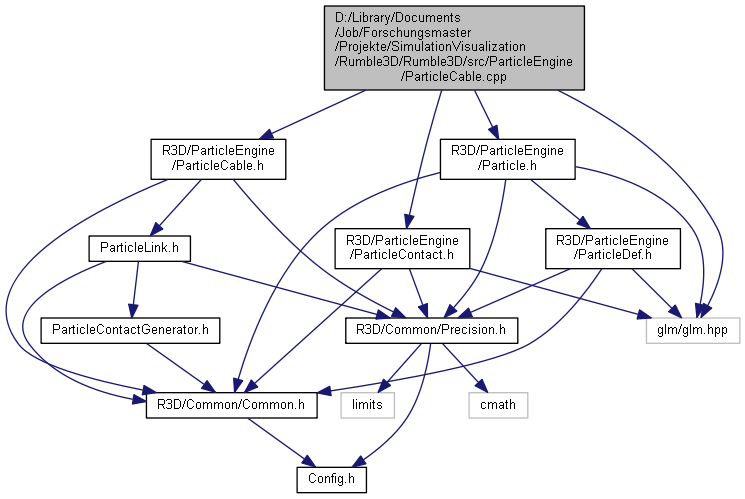 D:/Library/Documents
/Job/Forschungsmaster
/Projekte/SimulationVisualization
/Rumble3D/Rumble3D/src/ParticleEngine
/ParticleCable.cpp
R3D/ParticleEngine
/ParticleCable.h
R3D/ParticleEngine
/Particle.h
ParticleLink.h
R3D/ParticleEngine
/ParticleContact.h
R3D/ParticleEngine
/ParticleDef.h
ParticleContactGenerator.h
R3D/Common/Precision.h
glm/glm.hpp
R3D/Common/Common.h
limits
cmath
Config.h